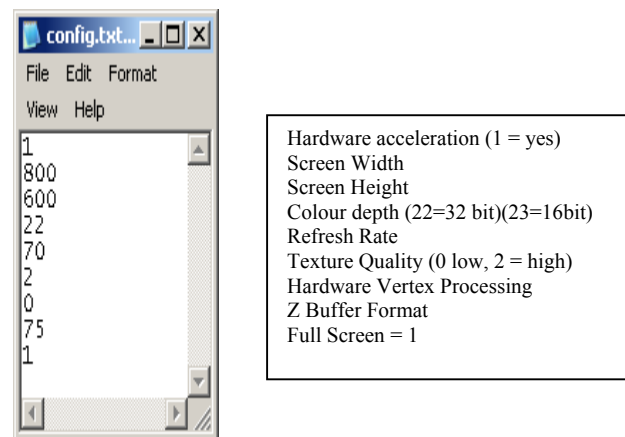 config.txt...
File Edit Format
View Help
1
800
600
22
70
2
0
75
1
Hardware acceleration (1 = yes)
Screen Width
Screen Height
Colour depth (22=32 bit)(23=16bit)
Refresh Rate
Texture Quality (0 low, 2 = high)
Hardware Vertex Processing
Z Buffer Format
Full Screen = 1